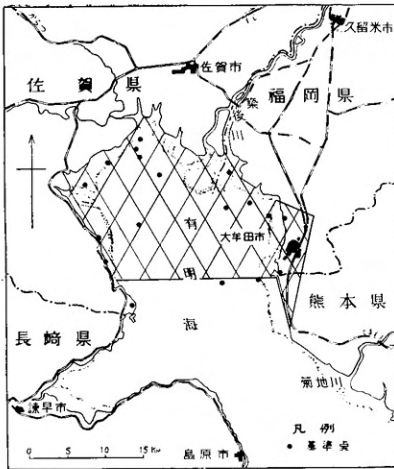 久留米市
佐賀市
佐賀県
福岡県
筑後川
有明海
大牟田市
熊本県
長崎県
菊池川
諫早市
島原市
凡例
● 基準点
0 5 10 15 Km